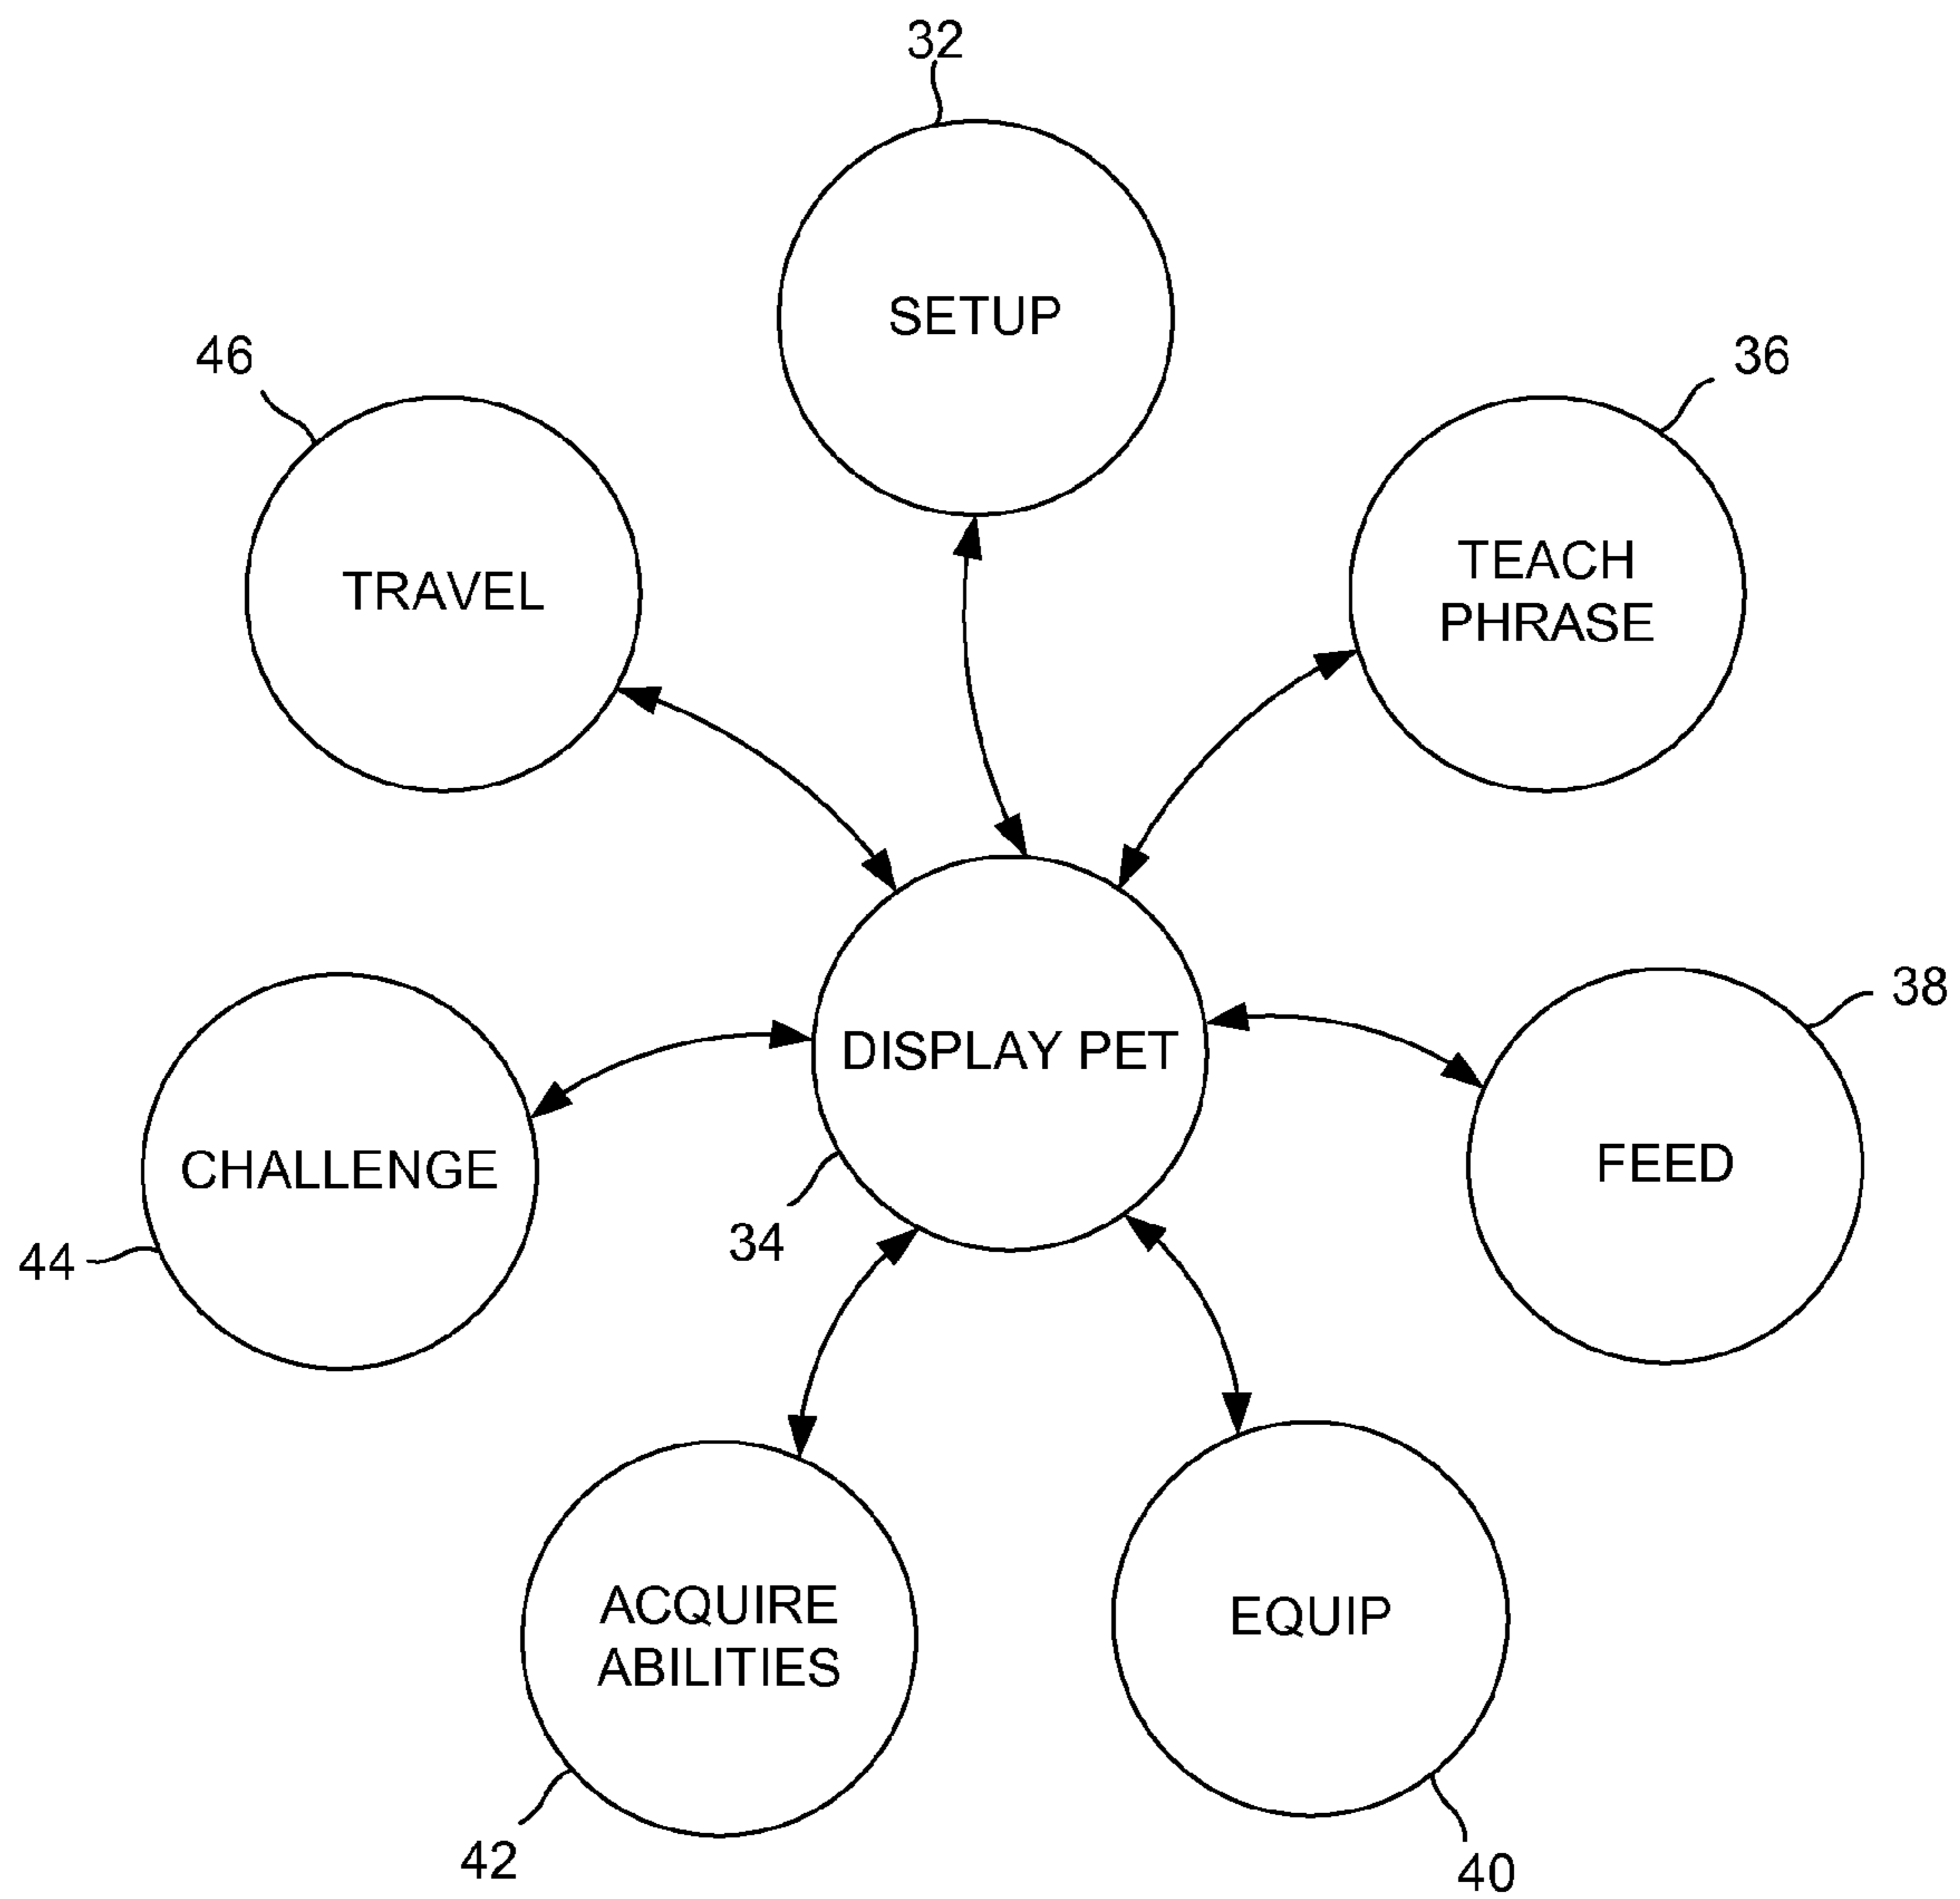 32
SETUP
46
36
TRAVEL
TEACH
PHRASE
38
DISPLAY PET
CHALLENGE
FEED
34
44
ACQUIRE
ABILITIES
EQUIP
42
40